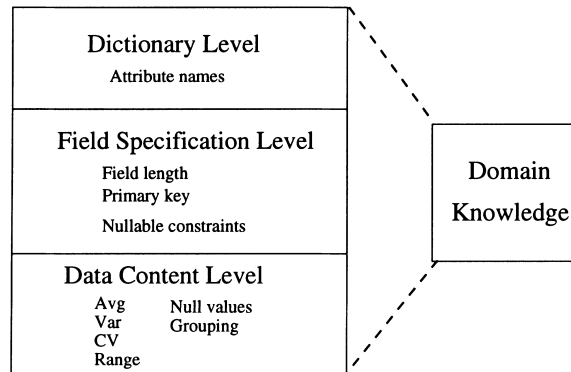 Dictionary Level
Attribute names
Field Specification Level
Field length
Primary key
Nullable constraints
Data Content Level
Avg Null values
Var Grouping
CV
Range
Domain
Knowledge